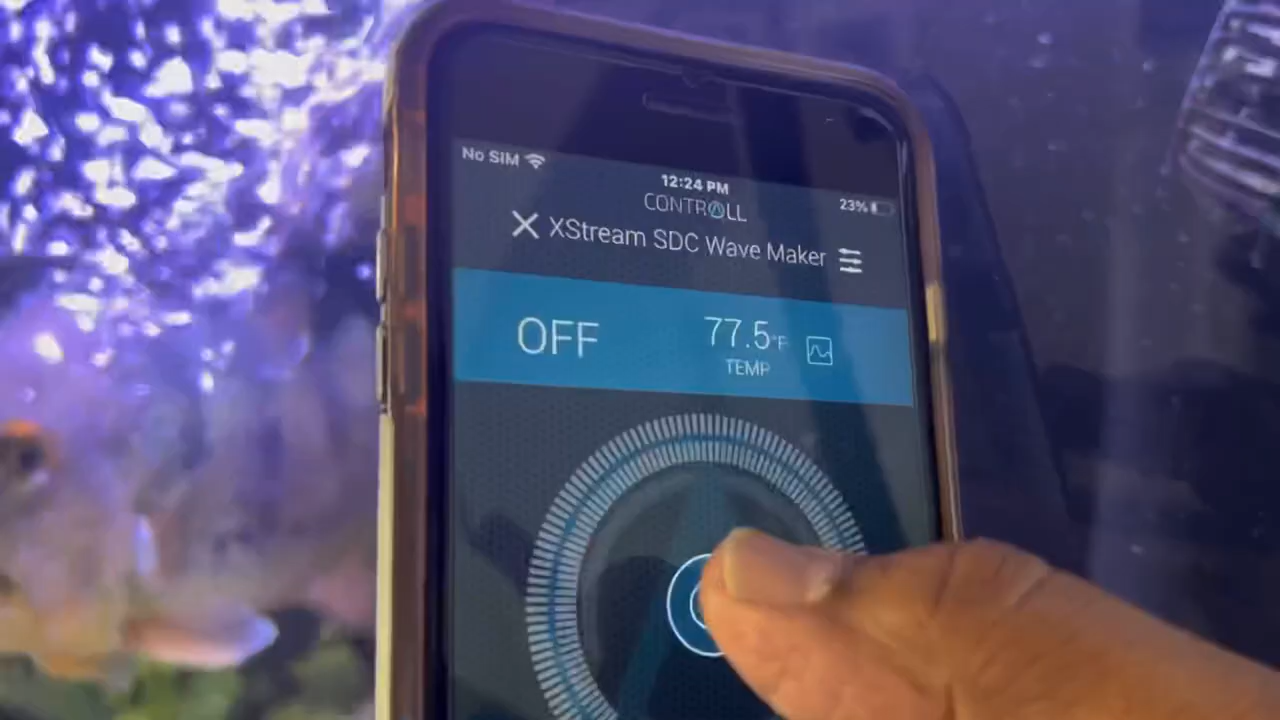 No SIM
12:24 PM
23%
CONTROLL
XStream SDC Wave Maker
OFF
77.5°F
TEMP